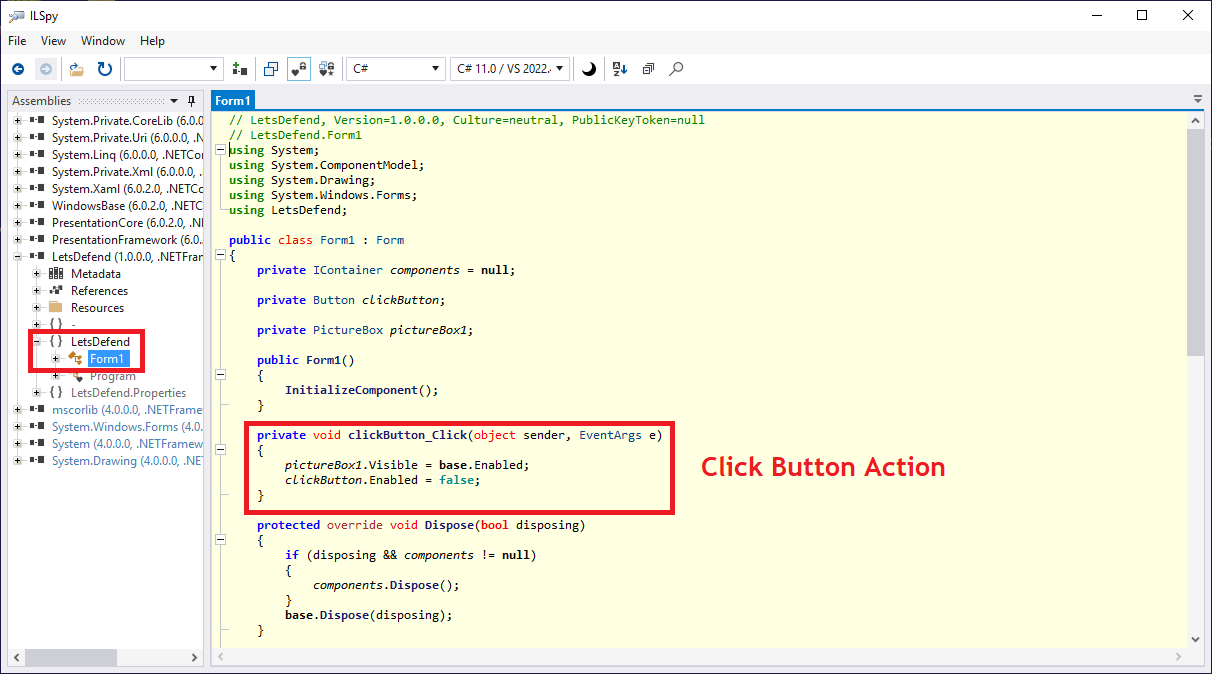 ILSpy
File View Window Help
C# C# 11.0 / VS 2022.
Assemblies
System.Private.CoreLib (6.0.0
System.Private.Uri (6.0.0.0, .N
System.Linq (6.0.0.0, .NETCor
System.Private.Xml (6.0.0.0, .
System.Xaml (6.0.2.0, .NETCo
WindowsBase (6.0.2.0, .NETC
PresentationCore (6.0.2.0, .N
PresentationFramework (6.0..
LetsDefend (1.0.0.0, .NETFran
Metadata
References
Resources
{ } -
{ } LetsDefend
Form1
Program
{ } LetsDefend.Properties
mscorlib (4.0.0.0, .NETFrame
System.Windows.Forms (4.0.
System (4.0.0.0, .NETFramew
System.Drawing (4.0.0.0, .NET
Form1
// LetsDefend, Version=1.0.0.0, Culture=neutral, PublicKeyToken=null
// LetsDefend.Form1
using System;
using System.ComponentModel;
using System.Drawing;
using System.Windows.Forms;
using LetsDefend;
public class Form1 : Form
{
private IContainer components = null;
private Button clickButton;
private PictureBox pictureBox1;
public Form1()
{
InitializeComponent();
}
private void clickButton_Click(object sender, EventArgs e)
{
pictureBox1.Visible = base.Enabled;
clickButton.Enabled = false;
}
Click Button Action
protected override void Dispose(bool disposing)
{
if (disposing && components != null)
{
components.Dispose();
}
base.Dispose(disposing);
}